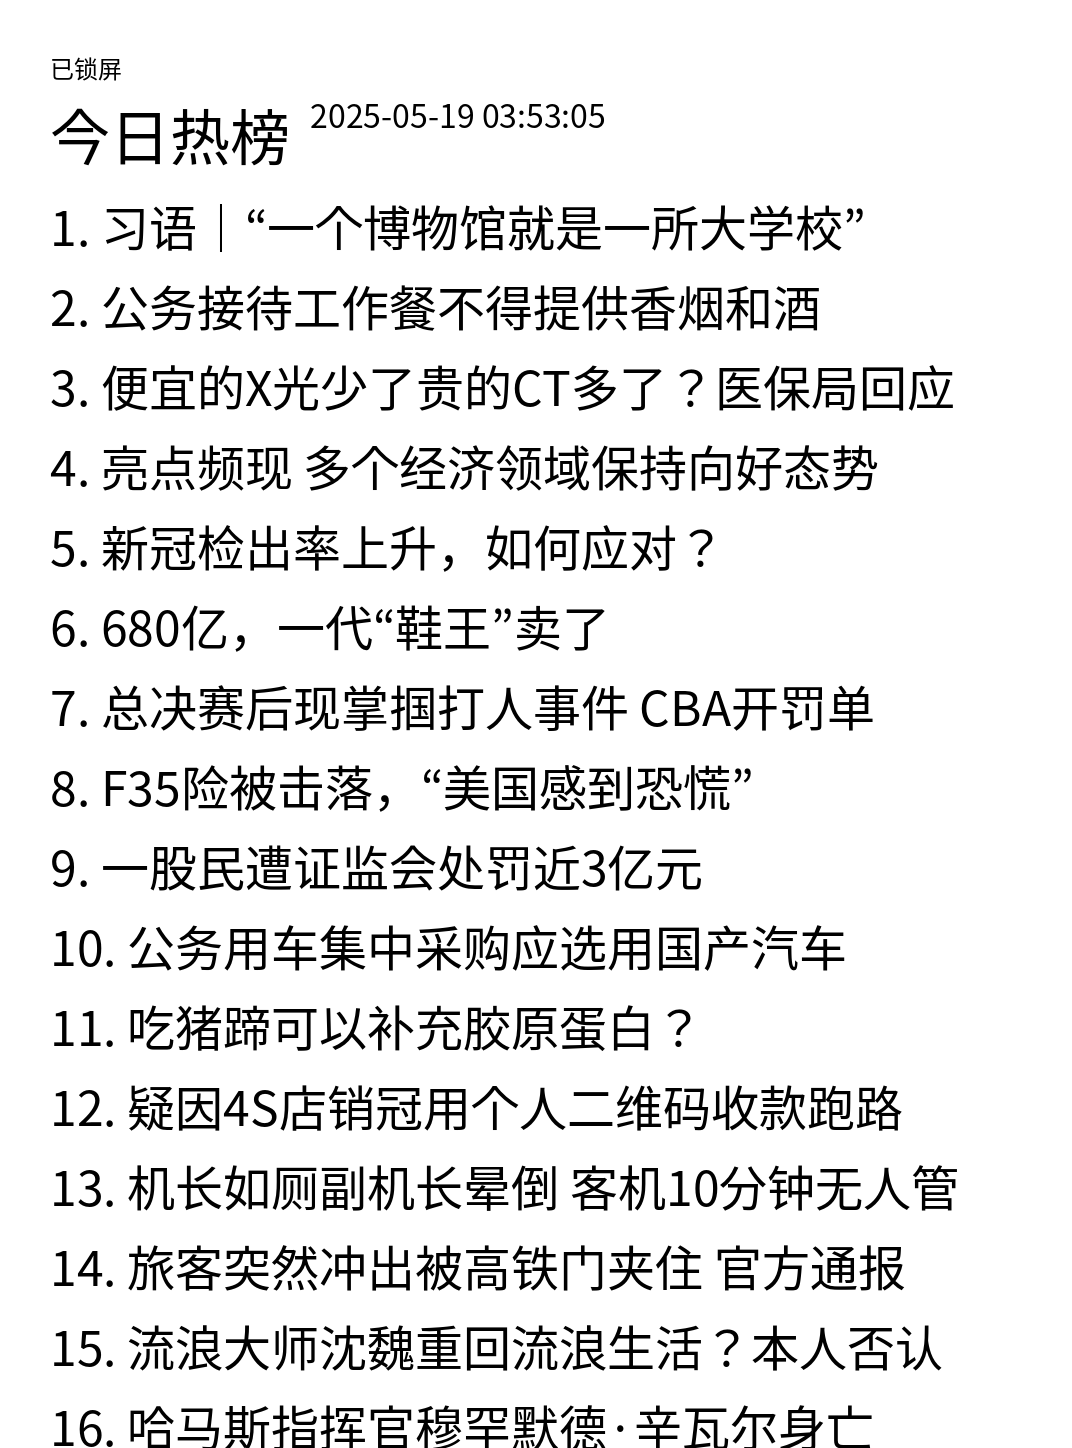 已锁屏
今日热榜 2025-05-19 03:53:05
1. 习语｜“一个博物馆就是一所大学校”
2. 公务接待工作餐不得提供香烟和酒
3. 便宜的X光少了贵的CT多了？医保局回应
4. 亮点频现 多个经济领域保持向好态势
5. 新冠检出率上升，如何应对？
6. 680亿，一代“鞋王”卖了
7. 总决赛后现掌掴打人事件 CBA开罚单
8. F35险被击落，“美国感到恐慌”
9. 一股民遭证监会处罚近3亿元
10. 公务用车集中采购应选用国产汽车
11. 吃猪蹄可以补充胶原蛋白？
12. 疑因4S店销冠用个人二维码收款跑路
13. 机长如厕副机长晕倒 客机10分钟无人管
14. 旅客突然冲出被高铁门夹住 官方通报
15. 流浪大师沈魏重回流浪生活？本人否认
16. 哈马斯指挥官穆罕默德·辛瓦尔身亡